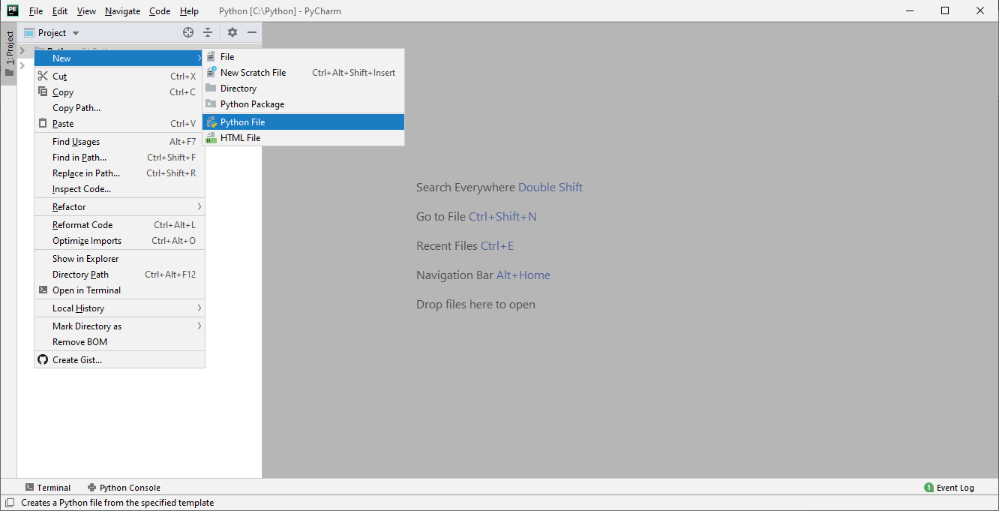 PE File Edit View Navigate Code Help Python [C:\Python] - PyCharm
1: Project
Project
New
Cut Ctrl+X
Copy Ctrl+C
Copy Path...
Paste Ctrl+V
Find Usages Alt+F7
Find in Path... Ctrl+Shift+F
Replace in Path... Ctrl+Shift+R
Inspect Code...
Refactor
Reformat Code Ctrl+Alt+L
Optimize Imports Ctrl+Alt+O
Show in Explorer
Directory Path Ctrl+Alt+F12
Open in Terminal
Local History
Mark Directory as
Remove BOM
Create Gist...
File
New Scratch File Ctrl+Alt+Shift+Insert
Directory
Python Package
Python File
HTML File
Search Everywhere Double Shift
Go to File Ctrl+Shift+N
Recent Files Ctrl+E
Navigation Bar Alt+Home
Drop files here to open
Terminal Python Console 1 Event Log
Creates a Python file from the specified template